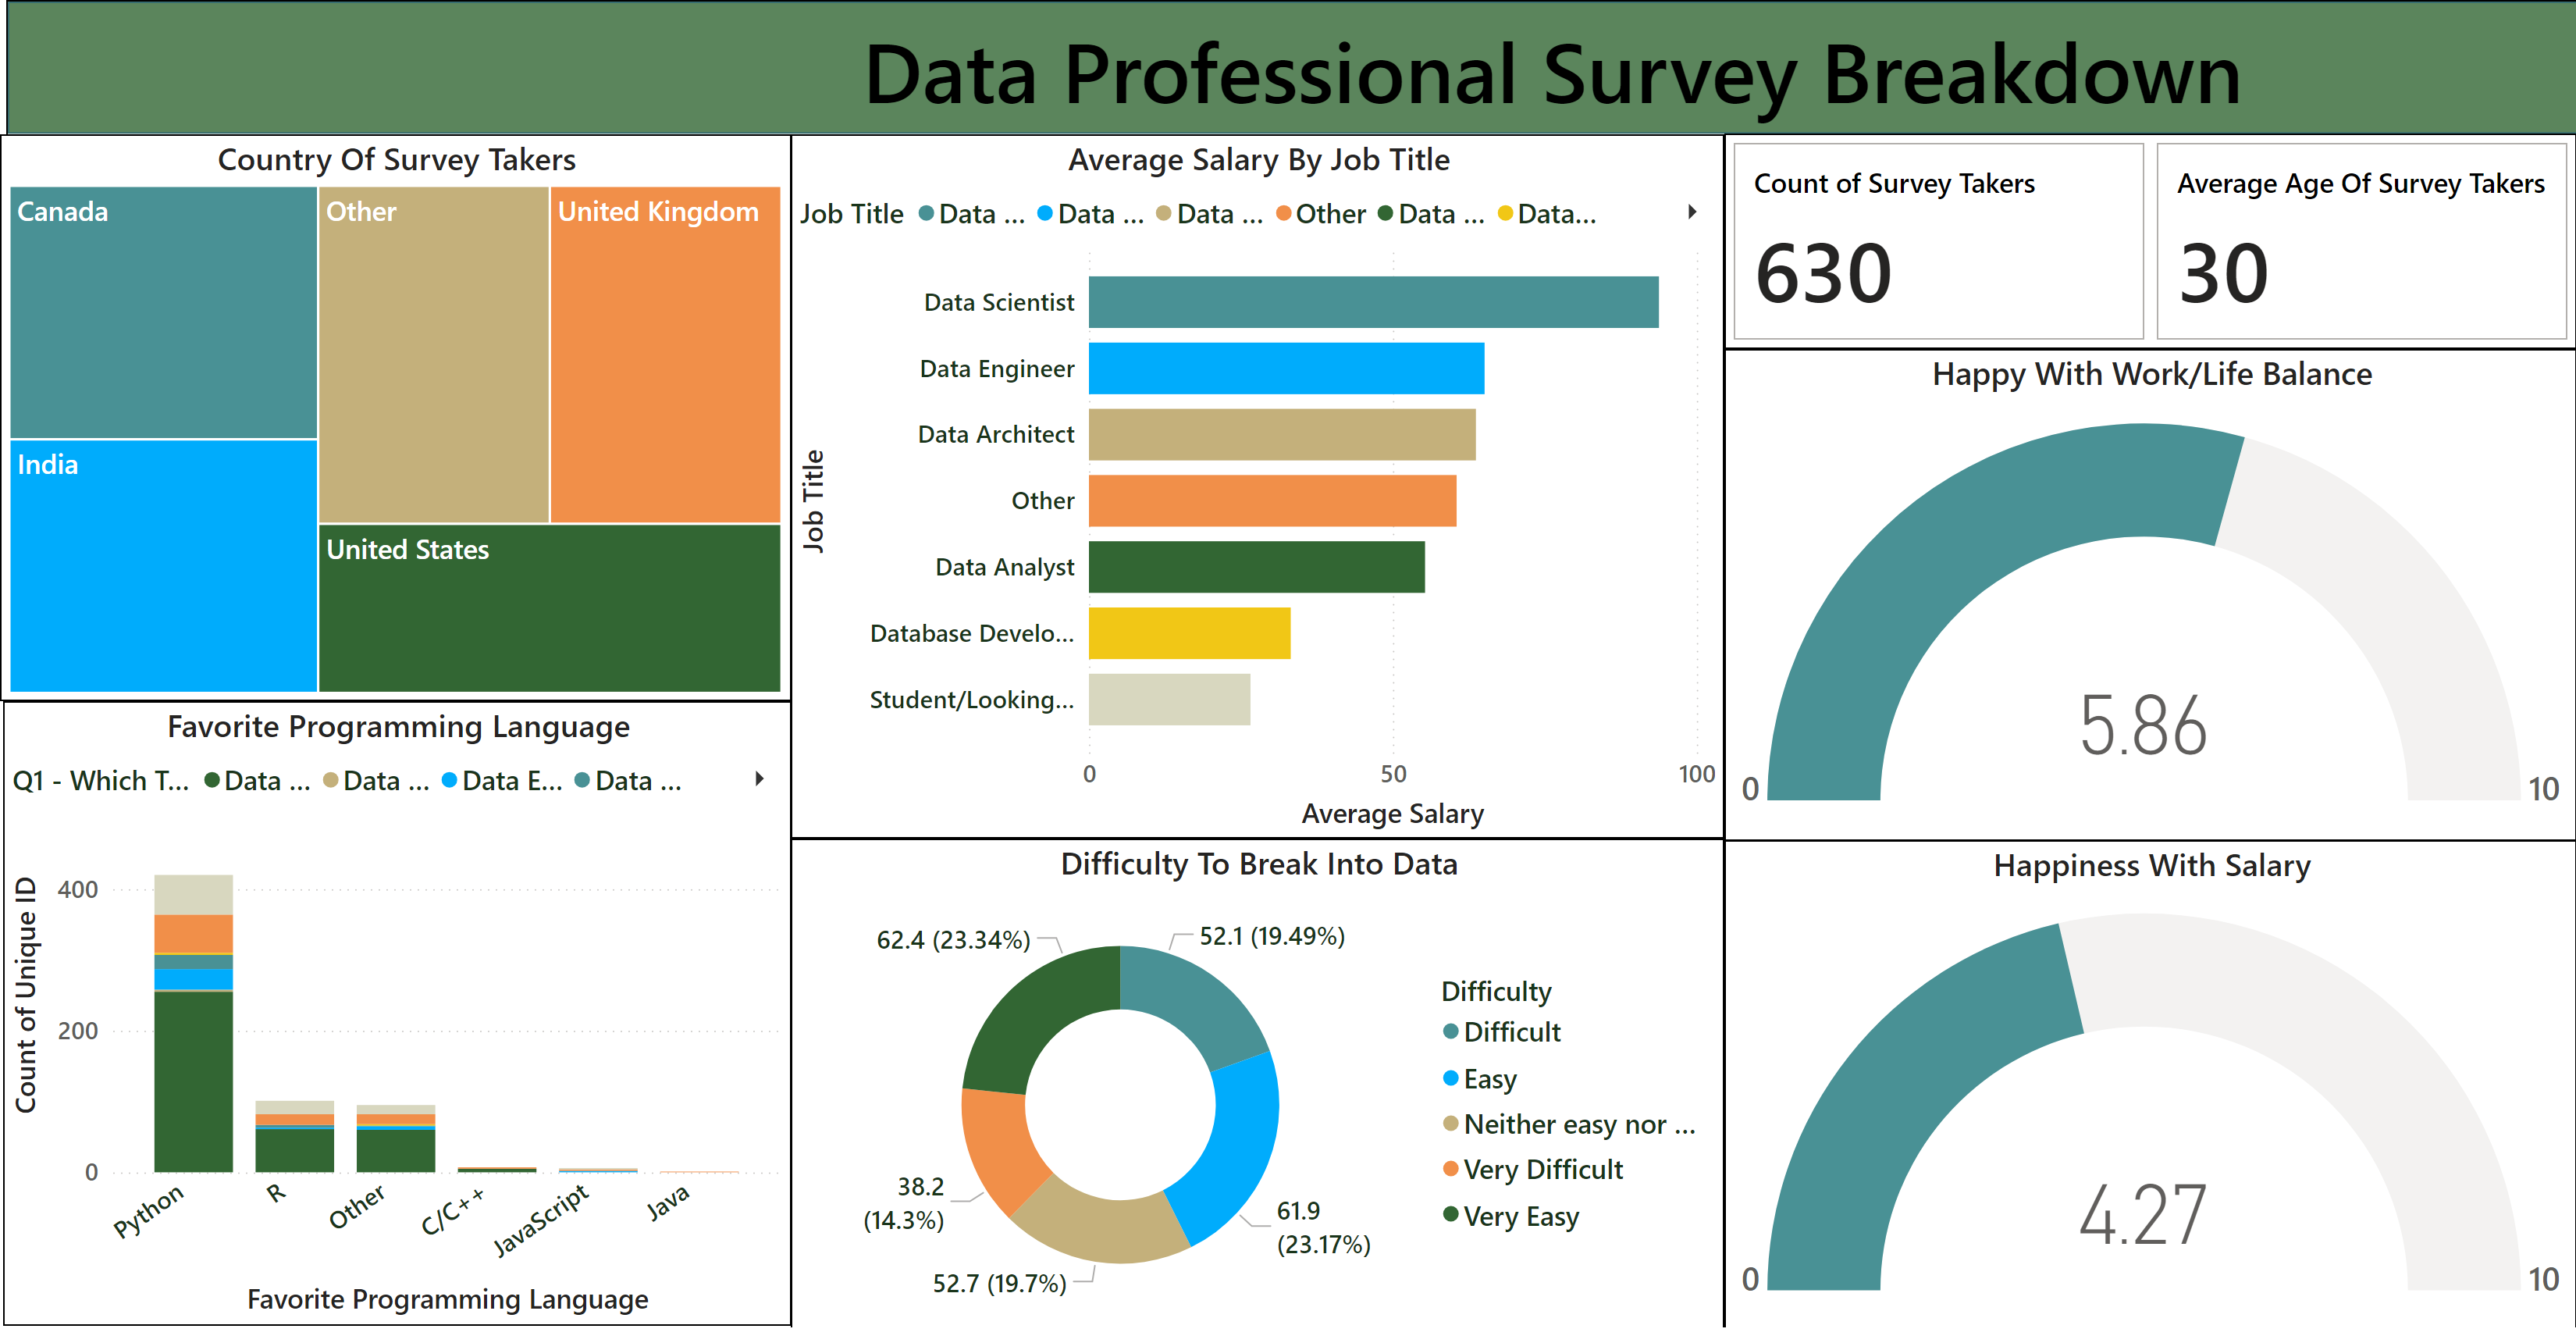 Data Professional Survey Breakdown
Country Of Survey Takers
Canada
Other
United Kingdom
India
United States
Favorite Programming Language
Q1 - Which T... Data ... Data ... Data E... Data ...
Count of Unique ID
400
200
0
Python
R
Other
C/C++
JavaScript
Java
Favorite Programming Language
Average Salary By Job Title
Job Title Data ... Data ... Data ... Other Data ... Data...
Job Title
Data Scientist
Data Engineer
Data Architect
Other
Data Analyst
Database Develo...
Student/Looking...
0 50 100
Average Salary
Difficulty To Break Into Data
62.4 (23.34%)
52.1 (19.49%)
38.2
(14.3%)
61.9
(23.17%)
52.7 (19.7%)
Difficulty
Difficult
Easy
Neither easy nor ...
Very Difficult
Very Easy
Count of Survey Takers
630
Average Age Of Survey Takers
30
Happy With Work/Life Balance
5.86
0 10
Happiness With Salary
4.27
0 10